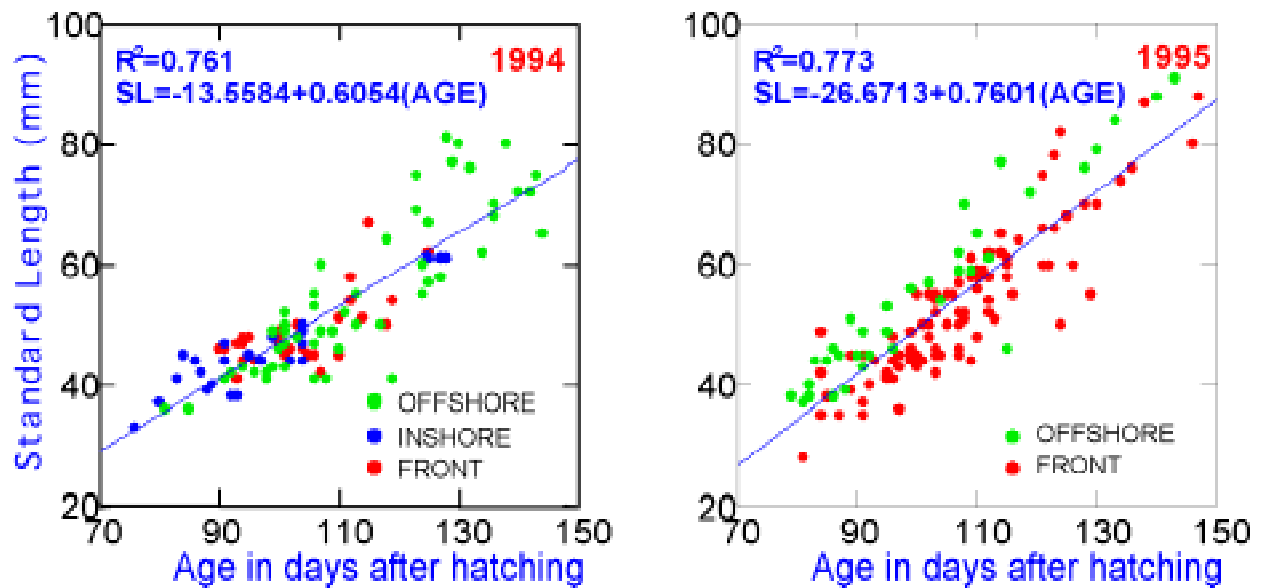 Standard Length (mm)
100
80
60
40
20
R²=0.761
1994
SL=-13.5584+0.6054(AGE)
OFFSHORE
INSHORE
FRONT
70 90 110 130 150
Age in days after hatching
100
80
60
40
20
R²=0.773
1995
SL=-26.6713+0.7601(AGE)
OFFSHORE
FRONT
70 90 110 130 150
Age in days after hatching